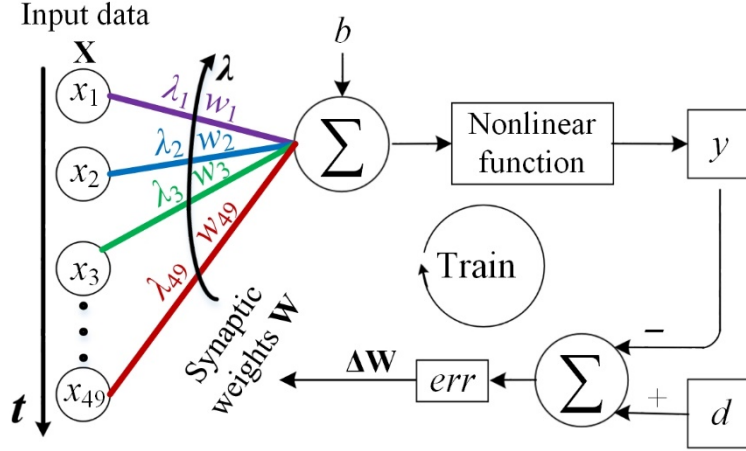 Input data
X
x₁
x₂
x₃
x₄₉
t
λ₁ w₁
λ₂ w₂
λ₃ w₃
λ₄₉ w₄₉
λ
Synaptic
weights W
b
∑
Nonlinear
function
y
Train
−
∑
+
d
err
ΔW